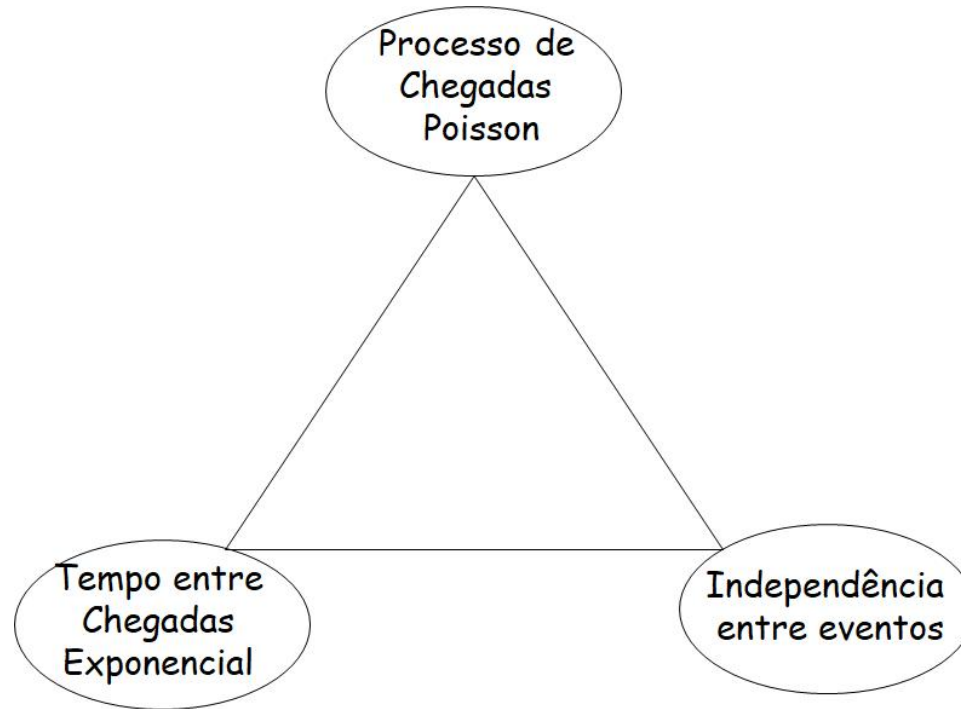 Processo de
Chegadas
Poisson
Tempo entre
Chegadas
Exponencial
Independência
entre eventos